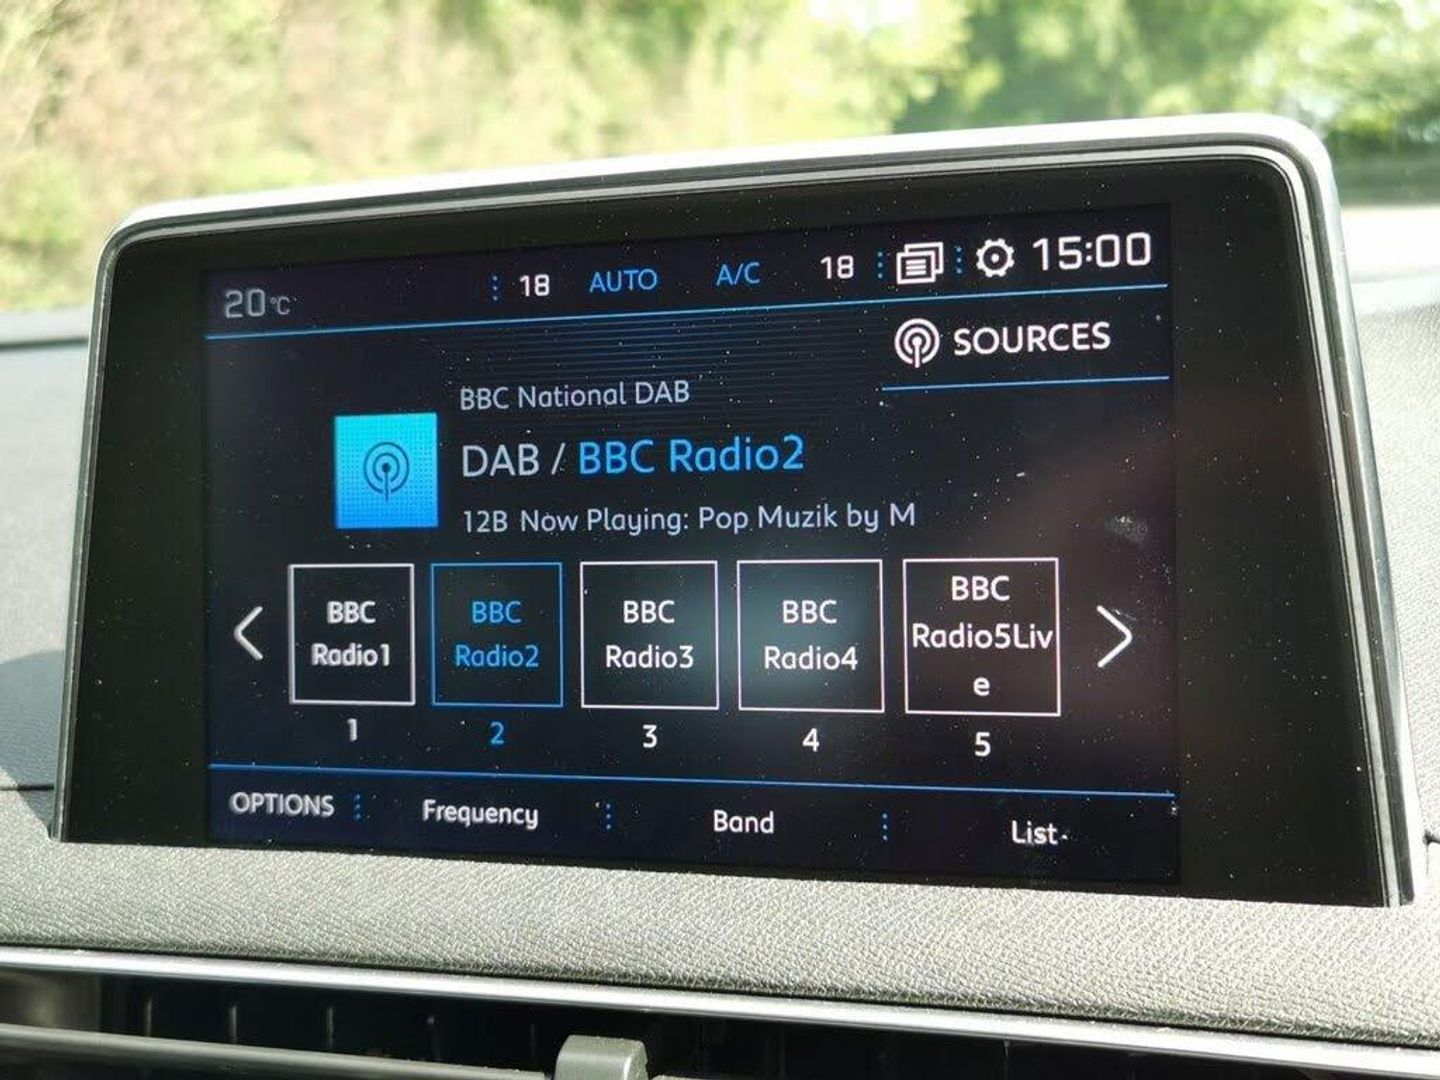 20°C 18 AUTO A/C 18 15:00
SOURCES
BBC National DAB
DAB / BBC Radio2
12B Now Playing: Pop Muzik by M
BBC
Radio1
1
BBC
Radio2
2
BBC
Radio3
3
BBC
Radio4
4
BBC
Radio5Liv
e
5
OPTIONS Frequency Band List